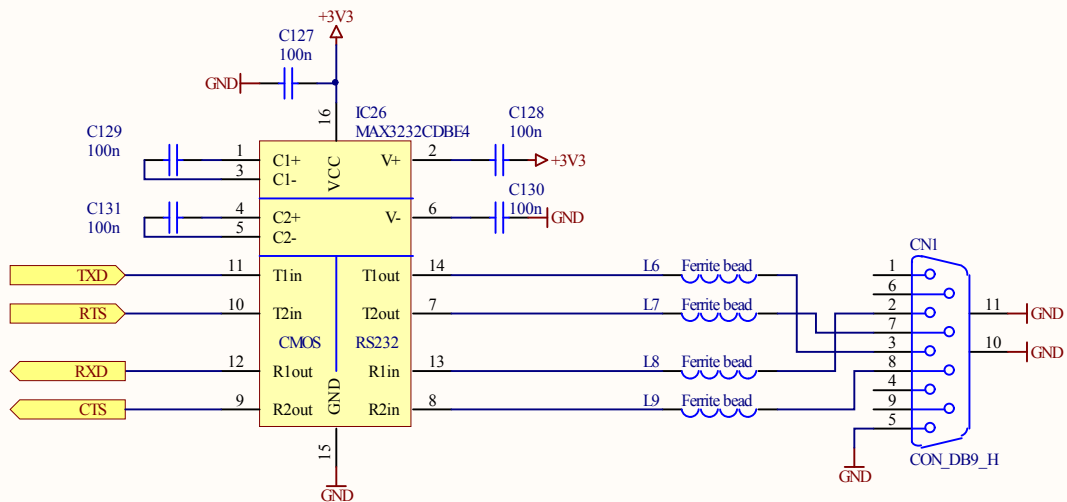 +3V3
C127
100n
GND
16
IC26
MAX3232CDBE4
C128
100n
C129
100n
1
C1+
VCC
V+
2
+3V3
3
C1-
C130
100n
C131
100n
4
C2+
V-
6
GND
5
C2-
CN1
TXD
11
T1in
T1out
14
L6
Ferrite bead
1
6
RTS
10
T2in
T2out
7
L7
Ferrite bead
2
11
GND
7
CMOS
RS232
3
10
GND
RXD
12
R1out
R1in
13
L8
Ferrite bead
8
4
CTS
9
R2out
GND
R2in
8
L9
Ferrite bead
9
5
15
GND
GND
CON_DB9_H